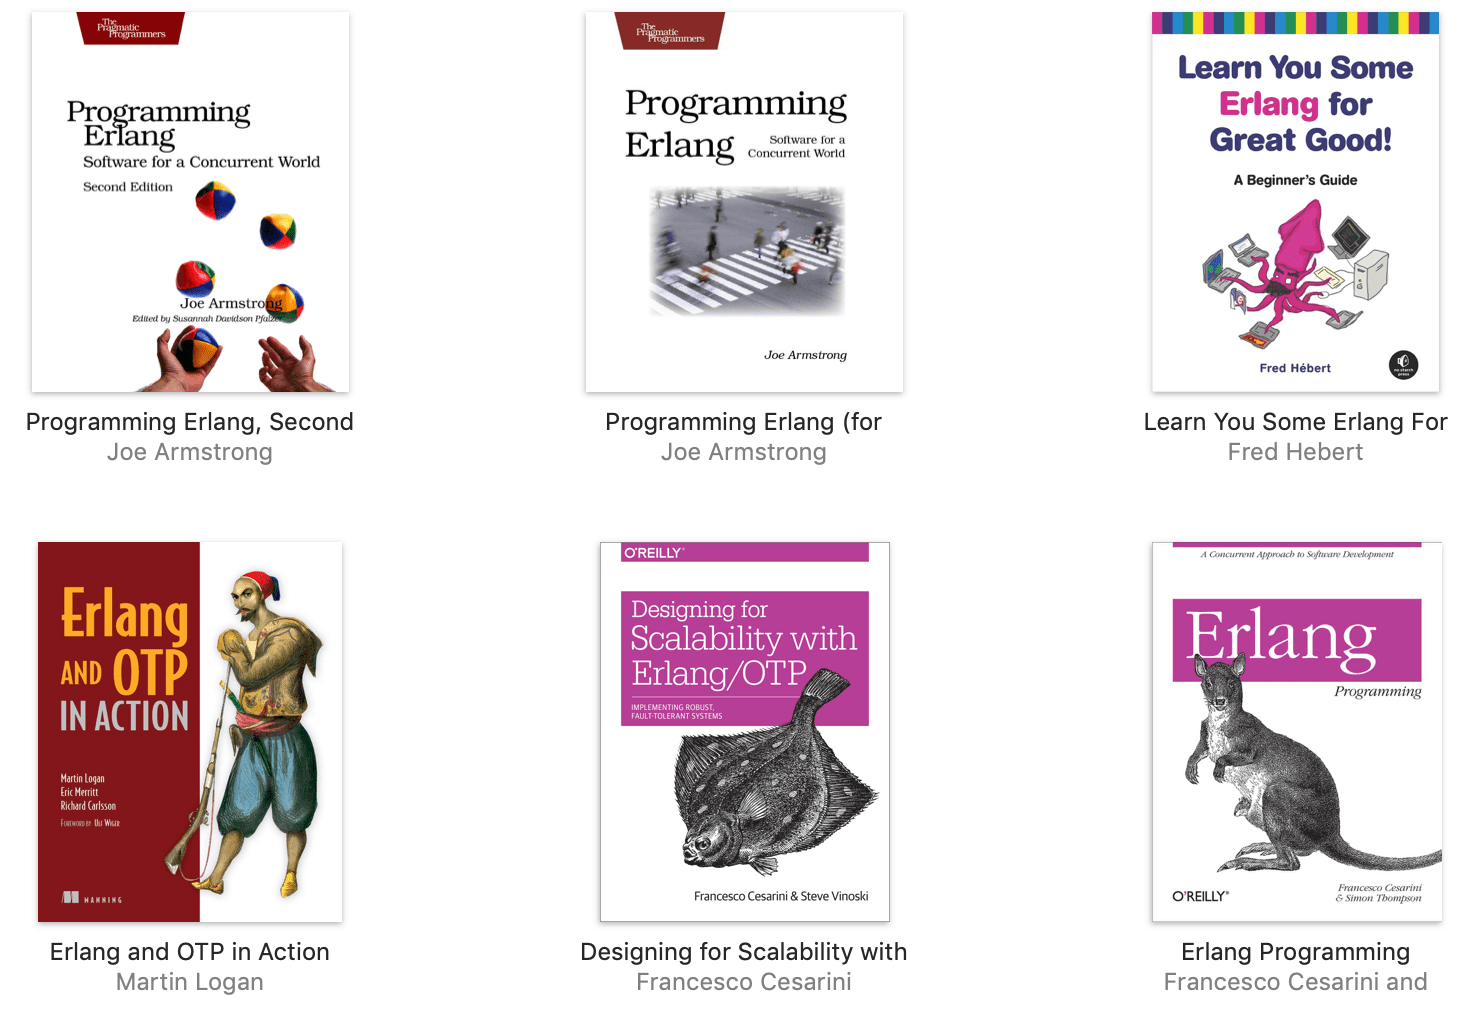 The
Pragmatic
Programmers
Programming
Erlang
Software for a Concurrent World
Second Edition
Joe Armstrong
Edited by Susannah Davidson Pfalzer
Programming Erlang, Second
Joe Armstrong
The
Pragmatic
Programmers
Programming
Erlang
Software for a
Concurrent World
Joe Armstrong
Programming Erlang (for
Joe Armstrong
Learn You Some
Erlang for
Great Good!
A Beginner's Guide
Fred Hébert
no starch
press
Learn You Some Erlang For
Fred Hebert
Erlang
AND OTP
IN ACTION
Martin Logan
Eric Merritt
Richard Carlsson
FOREWORD BY ULF WIGER
MANNING
Erlang and OTP in Action
Martin Logan
O'REILLY®
Designing for
Scalability with
Erlang/OTP
IMPLEMENTING ROBUST,
FAULT-TOLERANT SYSTEMS
Francesco Cesarini & Steve Vinoski
Designing for Scalability with
Francesco Cesarini
A Concurrent Approach to Software Development
Erlang
Programming
O'REILLY®
Francesco Cesarini
& Simon Thompson
Erlang Programming
Francesco Cesarini and